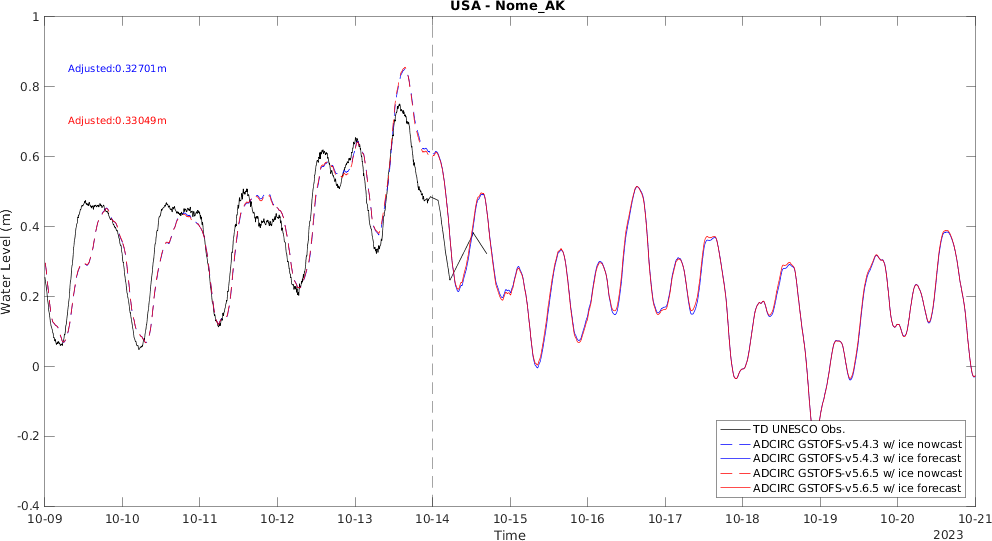 USA - Nome_AK
1
0.8
0.6
0.4
0.2
0
-0.2
-0.4
Water Level (m)
Adjusted:0.32701m
Adjusted:0.33049m
TD UNESCO Obs.
ADCIRC GSTOFS-v5.4.3 w/ ice nowcast
ADCIRC GSTOFS-v5.4.3 w/ ice forecast
ADCIRC GSTOFS-v5.6.5 w/ ice nowcast
ADCIRC GSTOFS-v5.6.5 w/ ice forecast
10-09 10-10 10-11 10-12 10-13 10-14 10-15 10-16 10-17 10-18 10-19 10-20 10-21
Time
2023